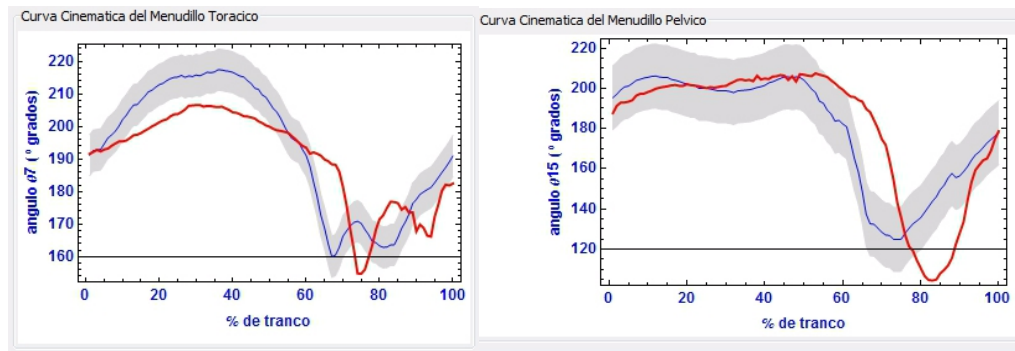 Curva Cinematica del Menudillo Toracico
angulo θ7 ( º grados)
220
210
200
190
180
170
160
0 20 40 60 80 100
% de tranco
Curva Cinematica del Menudillo Pelvico
angulo θ15 ( º grados)
220
200
180
160
140
120
0 20 40 60 80 100
% de tranco